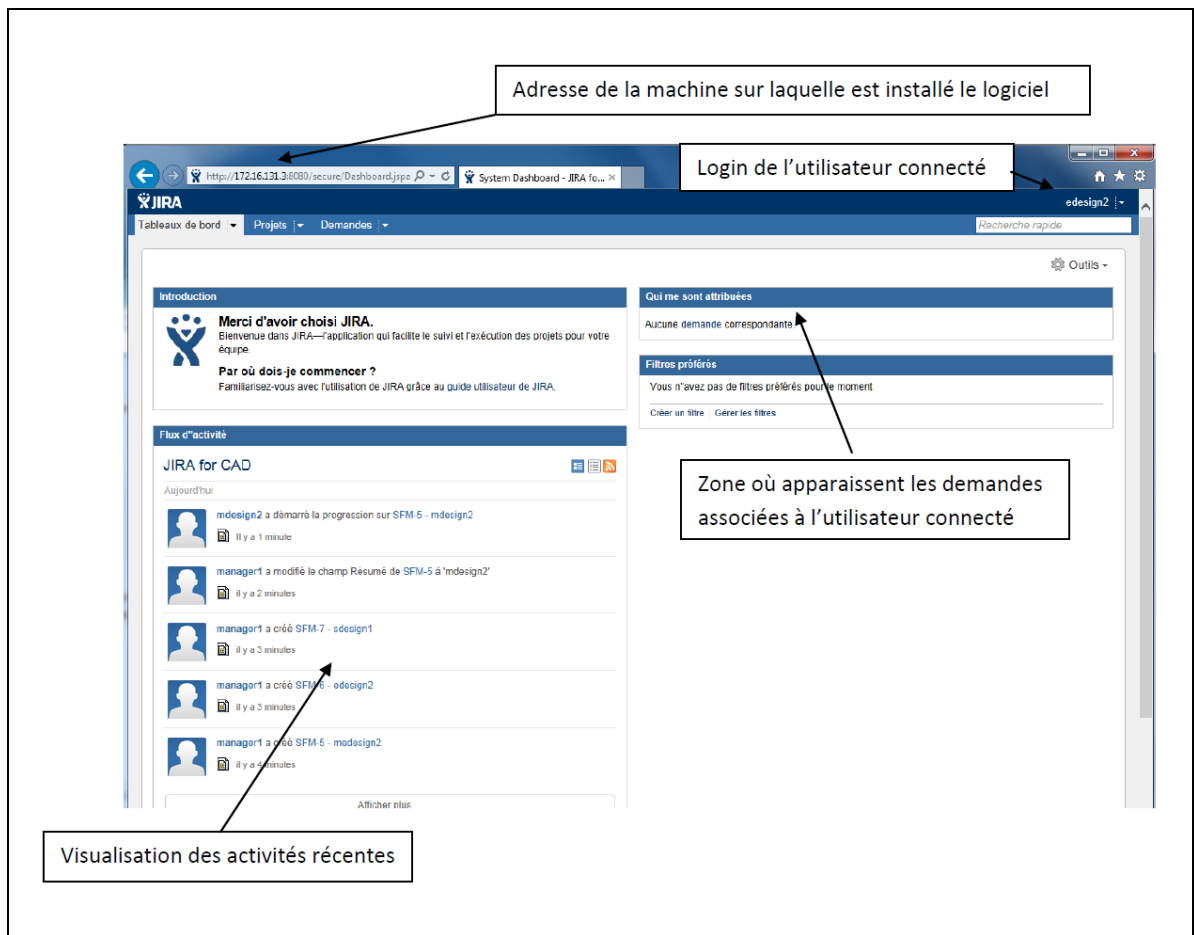 Adresse de la machine sur laquelle est installé le logiciel
Login de l'utilisateur connecté
http://172.16.131.3:8080/secure/Dashboard.jspa
System Dashboard - JIRA fo...
JIRA
edesign2
Tableaux de bord
Projets
Demandes
Recherche rapide
Outils
Introduction
Merci d'avoir choisi JIRA.
Bienvenue dans JIRA—l'application qui facilite le suivi et l'exécution des projets pour votre
équipe.
Par où dois-je commencer ?
Familiarisez-vous avec l'utilisation de JIRA grâce au guide utilisateur de JIRA.
Qui me sont attribuées
Aucune demande correspondante.
Filtres préférés
Vous n''avez pas de filtres préférés pour le moment
Créer un filtre
Gérer les filtres
Flux d''activité
JIRA for CAD
Aujourd'hui
mdesign2 a démarré la progression sur SFM-5 - mdesign2
Il y a 1 minute
manager1 a modifié le champ Résumé de SFM-5 à 'mdesign2'
il y a 2 minutes
manager1 a créé SFM-7 - sdesign1
il y a 3 minutes
manager1 a créé SFM-6 - edesign2
il y a 3 minutes
manager1 a créé SFM-5 - modesign2
il y a 4 minutes
Afficher plus
Zone où apparaissent les demandes
associées à l'utilisateur connecté
Visualisation des activités récentes